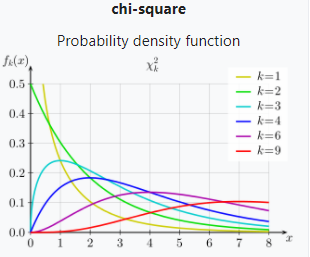 chi-square
Probability density function
fₖ(x)
χ²ₖ
0.5
0.4
0.3
0.2
0.1
0.0
0 1 2 3 4 5 6 7 8 x
k=1
k=2
k=3
k=4
k=6
k=9